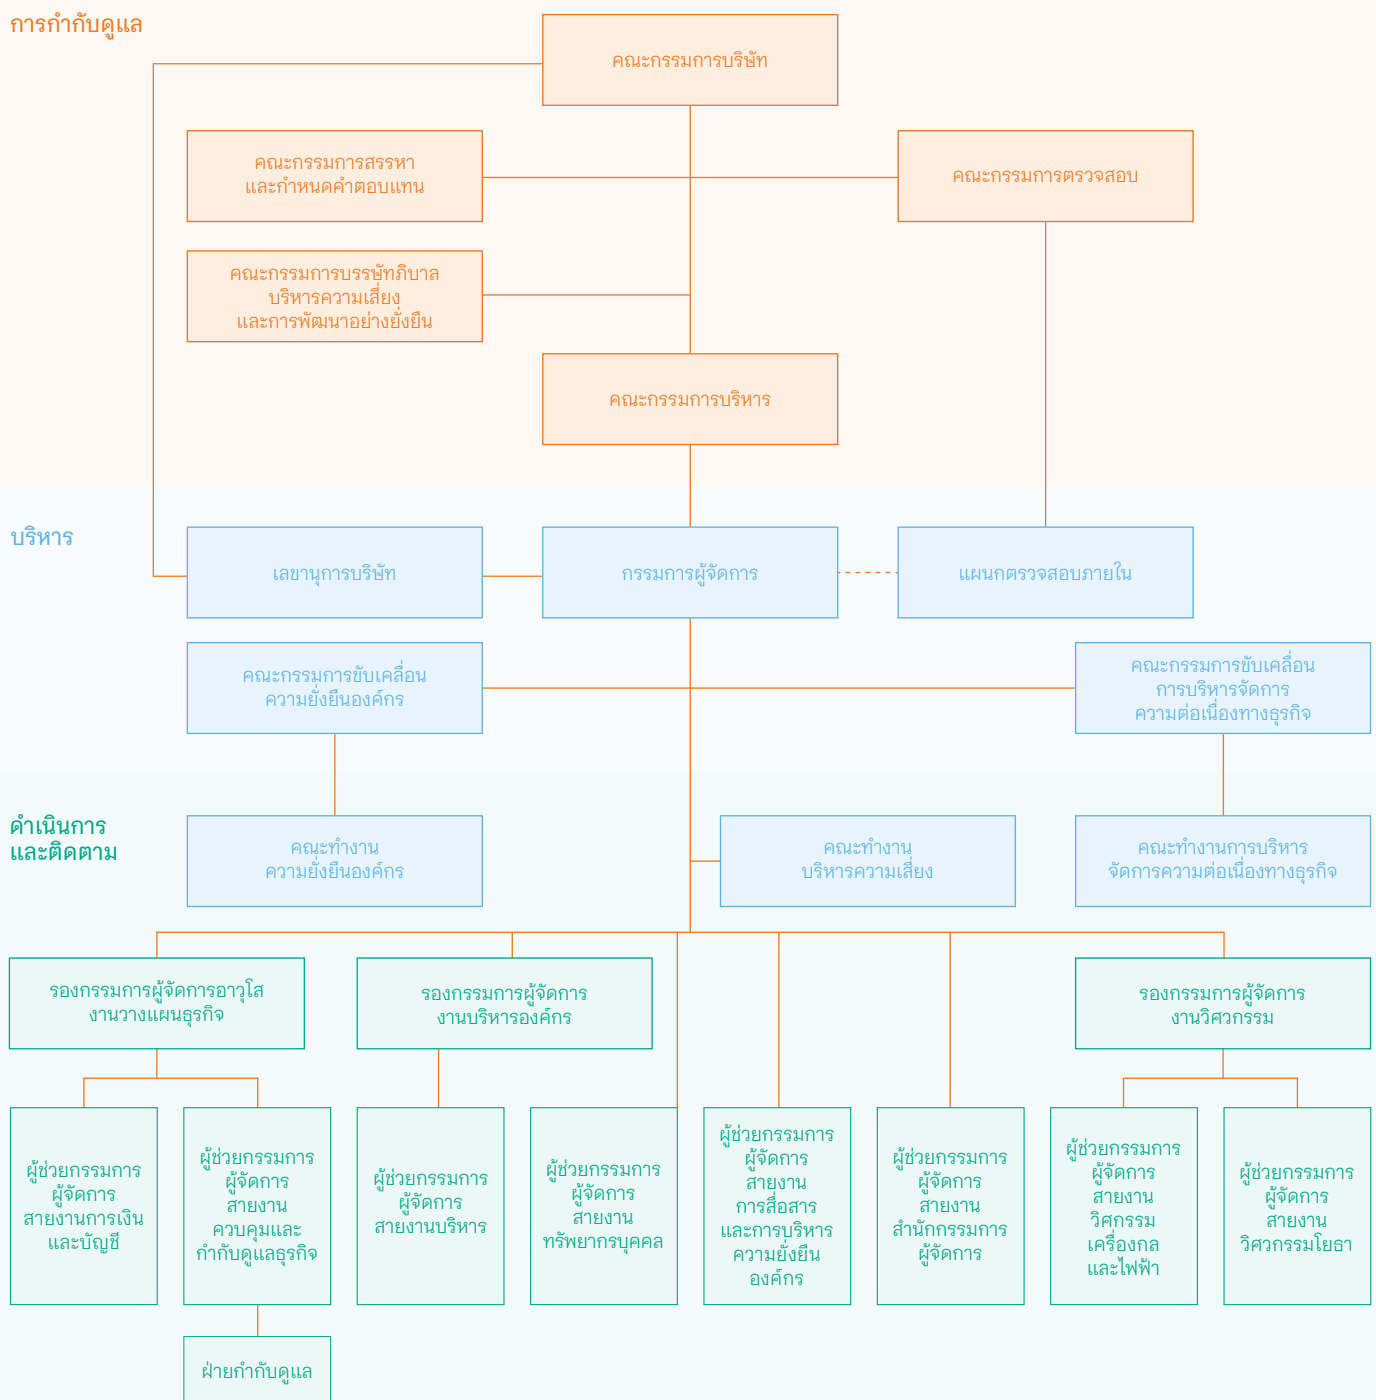 การกำกับดูแล
คณะกรรมการบริษัท
คณะกรรมการสรรหา
และกำหนดค่าตอบแทน
คณะกรรมการตรวจสอบ
คณะกรรมการบรรษัทภิบาล
บริหารความเสี่ยง
และการพัฒนาอย่างยั่งยืน
คณะกรรมการบริหาร
บริหาร
เลขานุการบริษัท
กรรมการผู้จัดการ
แผนกตรวจสอบภายใน
คณะกรรมการขับเคลื่อน
ความยั่งยืนองค์กร
คณะกรรมการขับเคลื่อน
การบริหารจัดการ
ความต่อเนื่องทางธุรกิจ
ดำเนินการ
และติดตาม
คณะทำงาน
ความยั่งยืนองค์กร
คณะทำงาน
บริหารความเสี่ยง
คณะทำงานการบริหาร
จัดการความต่อเนื่องทางธุรกิจ
รองกรรมการผู้จัดการอาวุโส
งานวางแผนธุรกิจ
รองกรรมการผู้จัดการ
งานบริหารองค์กร
รองกรรมการผู้จัดการ
งานวิศวกรรม
ผู้ช่วยกรรมการ
ผู้จัดการ
สายงานการเงิน
และบัญชี
ผู้ช่วยกรรมการ
ผู้จัดการ
สายงาน
ควบคุมและ
กำกับดูแลธุรกิจ
ผู้ช่วยกรรมการ
ผู้จัดการ
สายงานบริหาร
ผู้ช่วยกรรมการ
ผู้จัดการ
สายงาน
ทรัพยากรบุคคล
ผู้ช่วยกรรมการ
ผู้จัดการ
สายงาน
การสื่อสาร
และการบริหาร
ความยั่งยืน
องค์กร
ผู้ช่วยกรรมการ
ผู้จัดการ
สายงาน
สำนักกรรมการ
ผู้จัดการ
ผู้ช่วยกรรมการ
ผู้จัดการ
สายงาน
วิศกรรม
เครื่องกล
และไฟฟ้า
ผู้ช่วยกรรมการ
ผู้จัดการ
สายงาน
วิศวกรรมโยธา
ฝ่ายกำกับดูแล